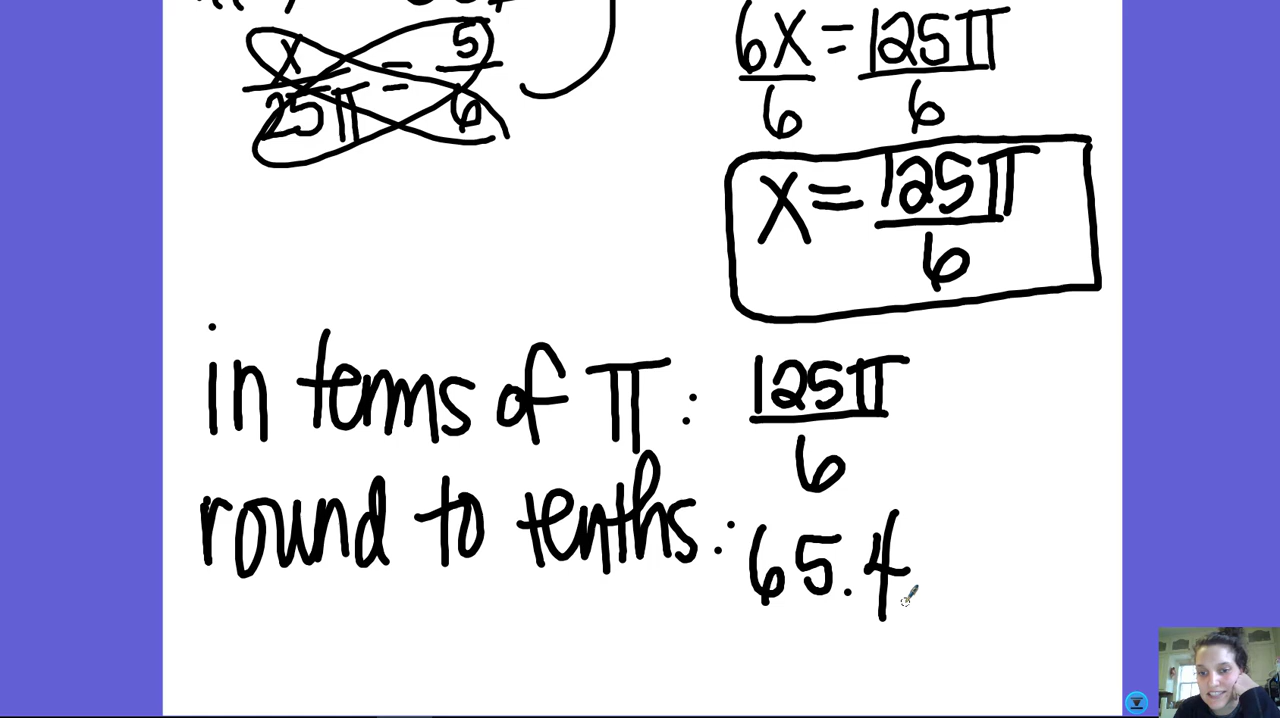 x/25π = 5/6
6x/6 = 125π/6
x = 125π/6
in terms of π: 125π/6
round to tenths: 65.4